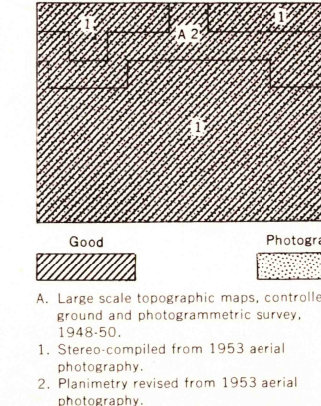 1
A 2
1
1
Good
Photogra
A. Large scale topographic maps, controlle
ground and photogrammetric survey,
1948-50.
1. Stereo-compiled from 1953 aerial
photography.
2. Planimetry revised from 1953 aerial
photography.